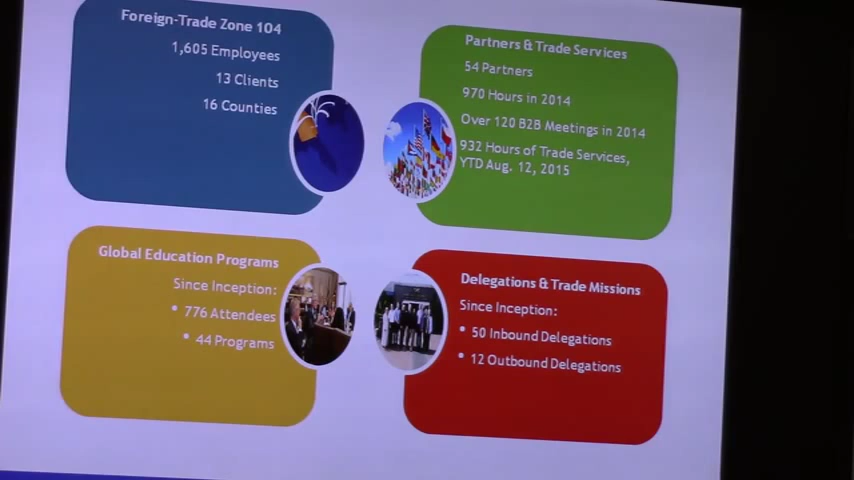 Foreign-Trade Zone 104
1,605 Employees
13 Clients
16 Counties
Partners & Trade Services
54 Partners
970 Hours in 2014
Over 120 B2B Meetings in 2014
932 Hours of Trade Services,
YTD Aug. 12, 2015
Global Education Programs
Since Inception:
• 776 Attendees
• 44 Programs
Delegations & Trade Missions
Since Inception:
• 50 Inbound Delegations
• 12 Outbound Delegations